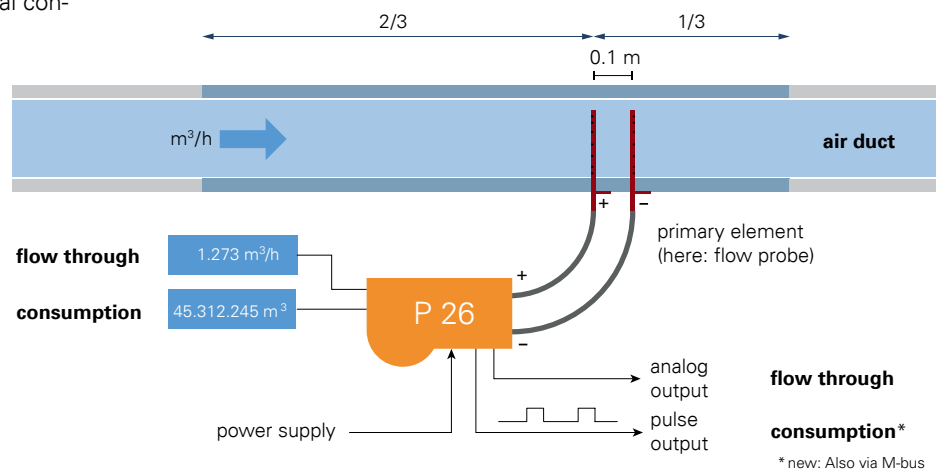 al con-
2/3
1/3
0.1 m
m³/h
air duct
+
–
primary element
(here: flow probe)
flow through
1.273 m³/h
consumption
45.312.245 m³
P 26
+
–
analog
output
flow through
power supply
pulse
output
consumption*
* new: Also via M-bus